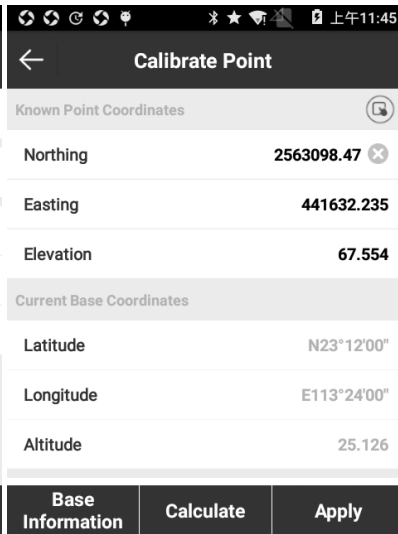 上午11:45
Calibrate Point
Known Point Coordinates
Northing 2563098.47
Easting 441632.235
Elevation 67.554
Current Base Coordinates
Latitude N23°12'00"
Longitude E113°24'00"
Altitude 25.126
Base
Information
Calculate
Apply